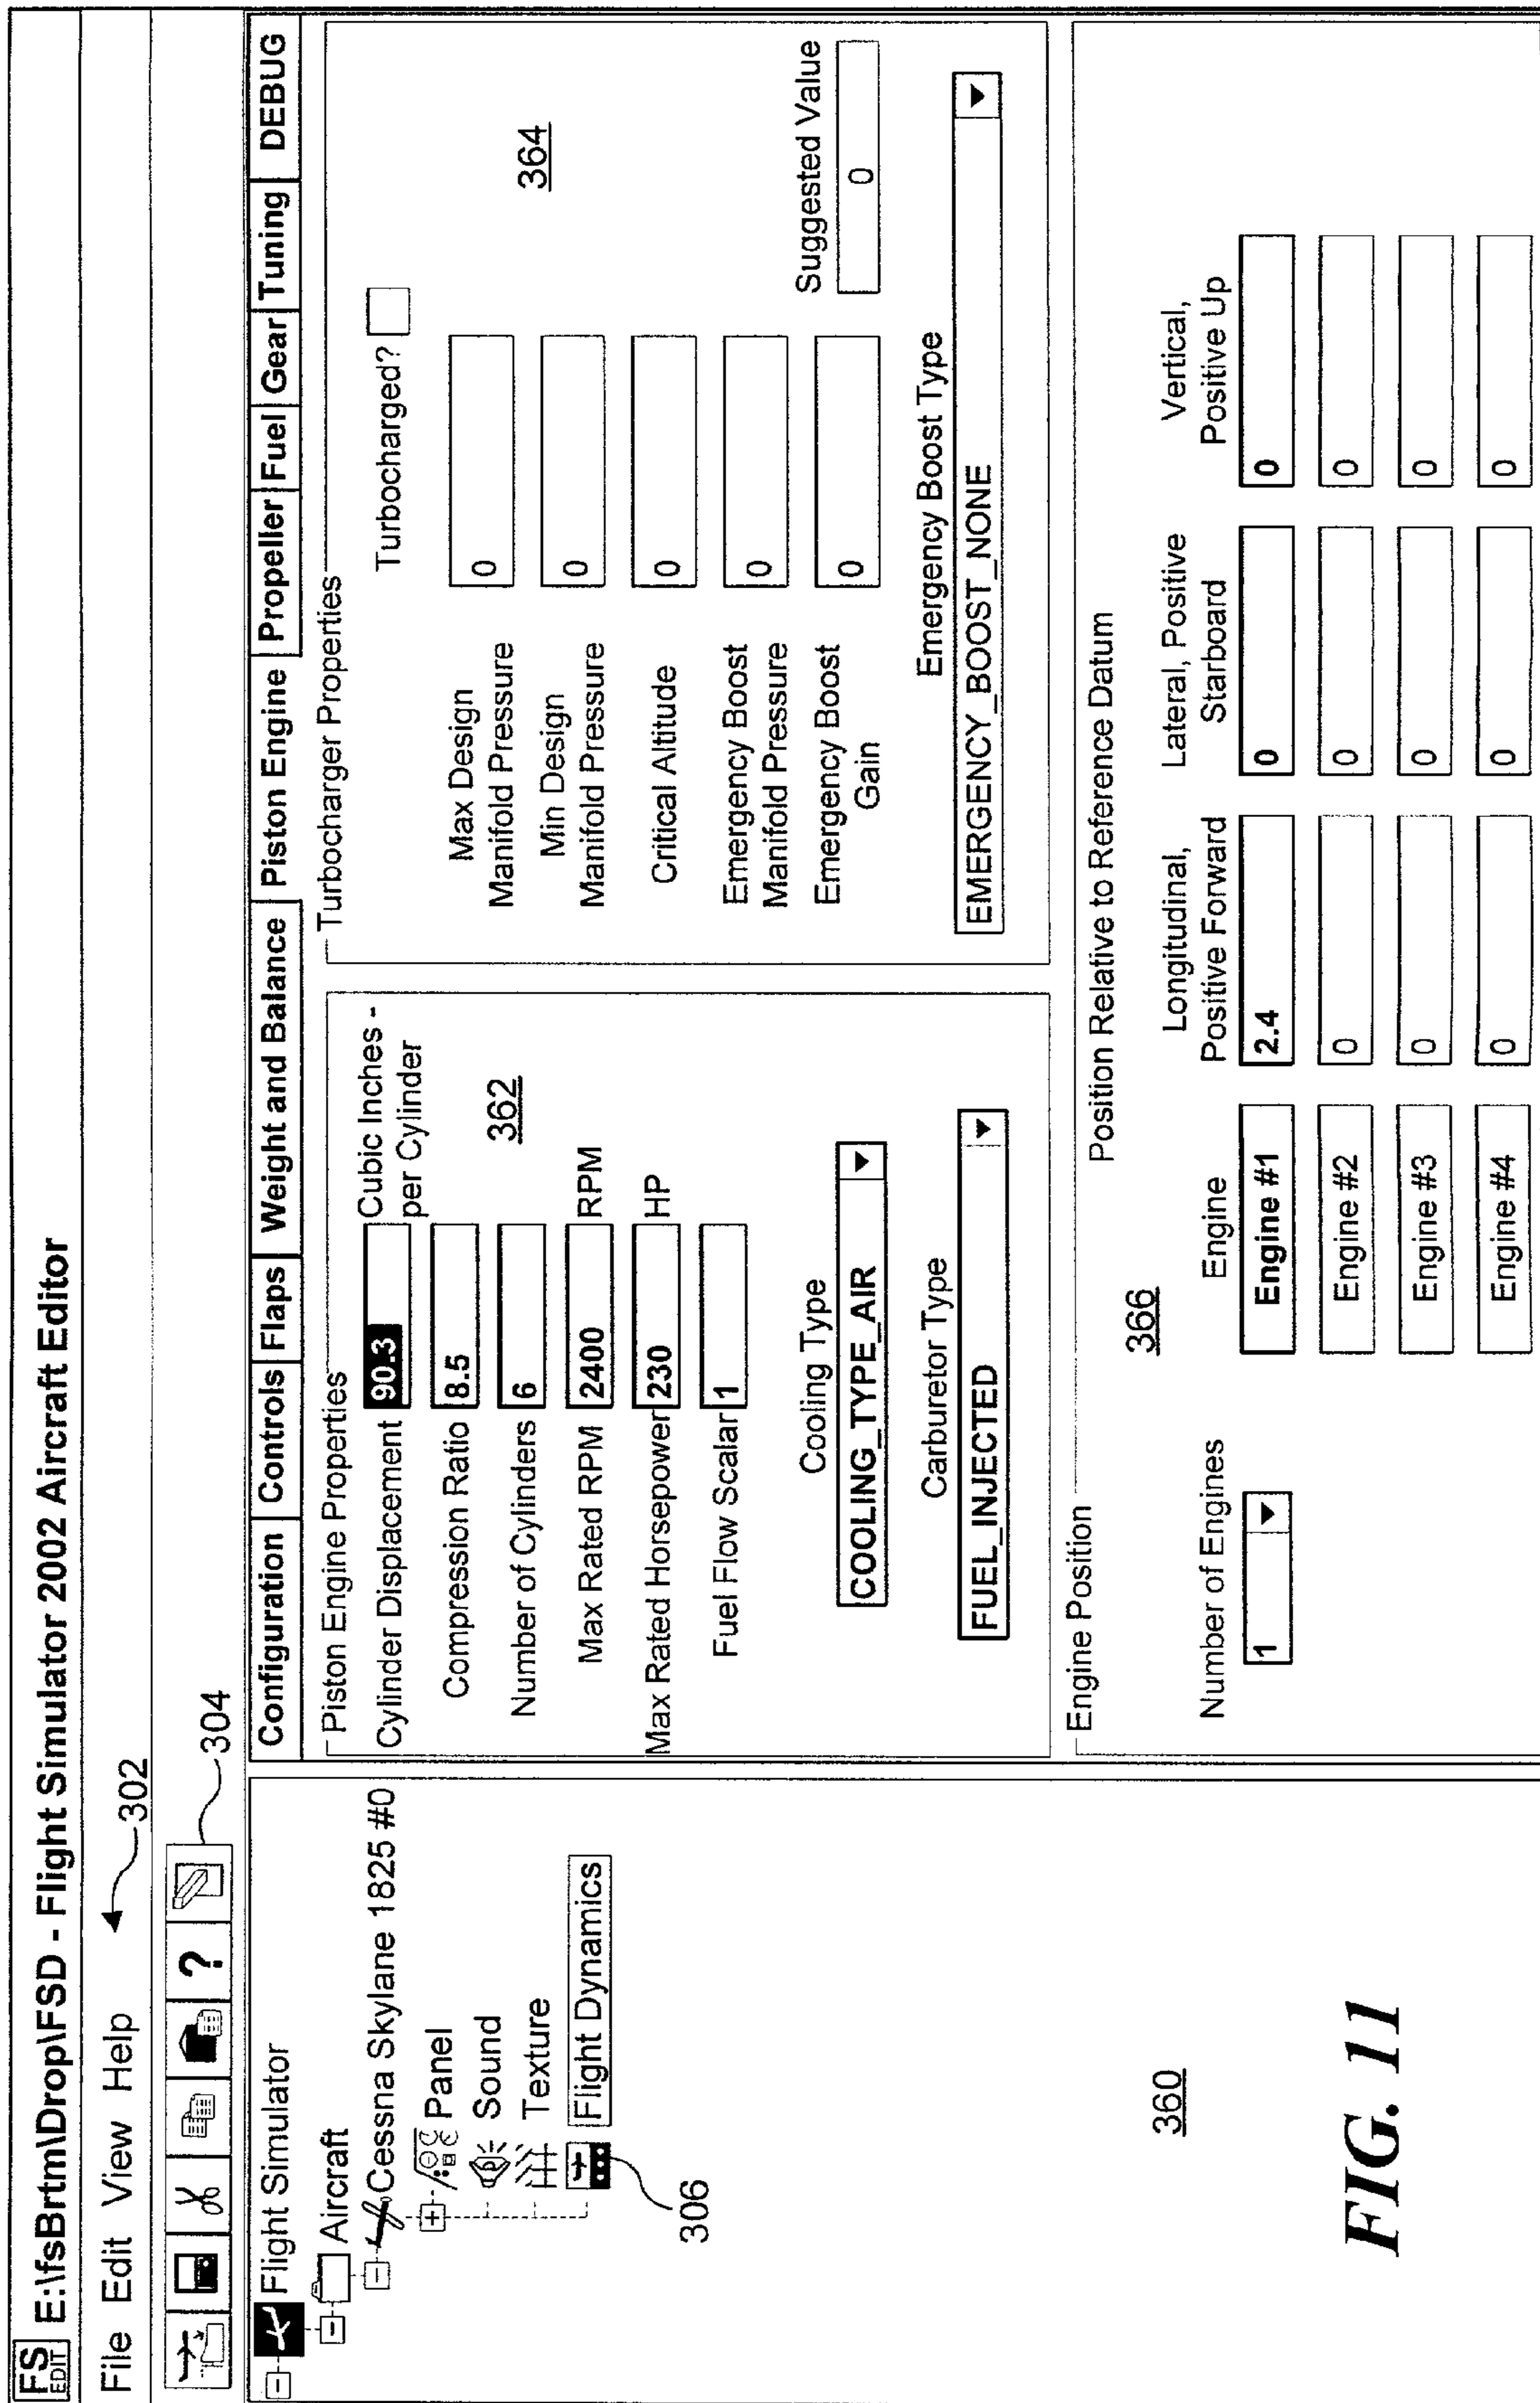 FS EDIT E:\fsBrtm\Drop\FSD - Flight Simulator 2002 Aircraft Editor
File Edit View Help
302
?
304
Flight Simulator
Aircraft
Cessna Skylane 1825 #0
Panel
Sound
Texture
Flight Dynamics
306
360
FIG. 11
Configuration Controls Flaps Weight and Balance Piston Engine Propeller Fuel Gear Tuning DEBUG
Piston Engine Properties
Cylinder Displacement 90.3 Cubic Inches -
per Cylinder
Compression Ratio 8.5
362
Number of Cylinders 6
Max Rated RPM 2400 RPM
Max Rated Horsepower 230 HP
Fuel Flow Scalar 1
Cooling Type
COOLING_TYPE_AIR
Carburetor Type
FUEL_INJECTED
Turbocharger Properties
Turbocharged?
364
Max Design
Manifold Pressure 0
Min Design
Manifold Pressure 0
Critical Altitude 0
Emergency Boost
Manifold Pressure 0
Suggested Value
Emergency Boost
Gain 0 0
Emergency Boost Type
EMERGENCY_BOOST_NONE
Engine Position
Position Relative to Reference Datum
366
Number of Engines
1
Engine
Longitudinal,
Positive Forward
Lateral, Positive
Starboard
Vertical,
Positive Up
Engine #1 2.4 0 0
Engine #2 0 0 0
Engine #3 0 0 0
Engine #4 0 0 0